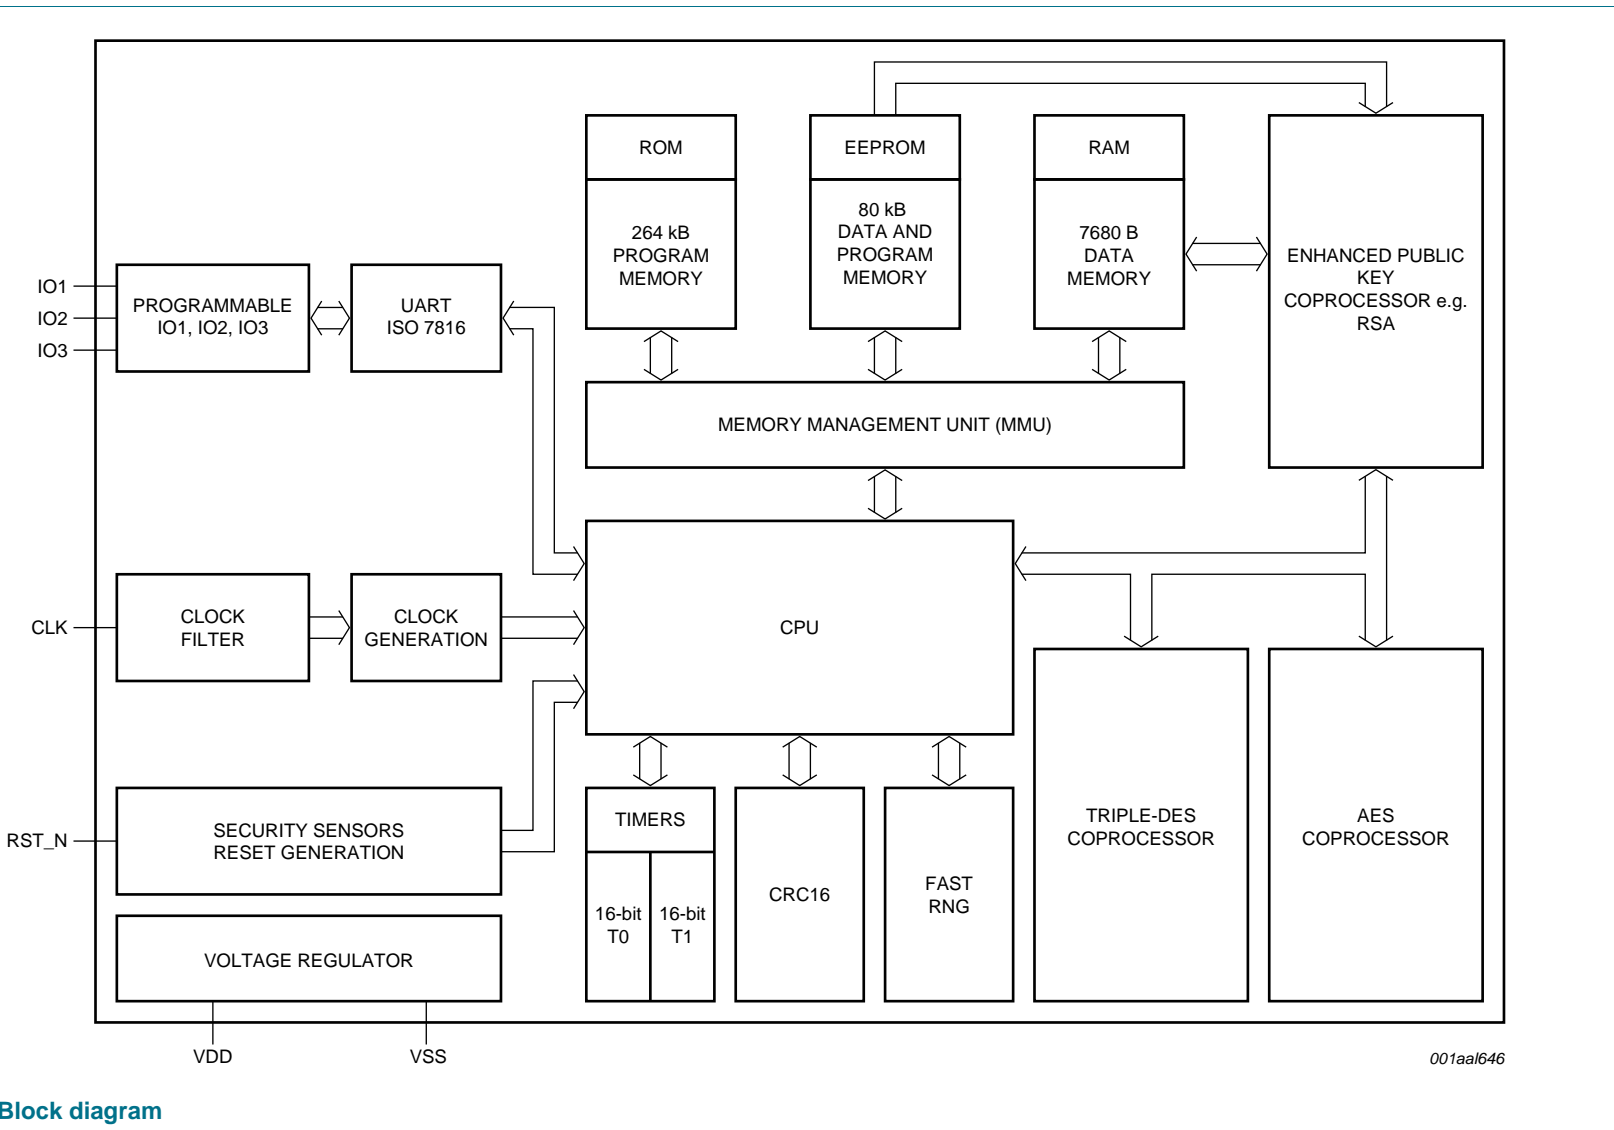 ROM
264 kB
PROGRAM
MEMORY
EEPROM
80 kB
DATA AND
PROGRAM
MEMORY
RAM
7680 B
DATA
MEMORY
ENHANCED PUBLIC
KEY
COPROCESSOR e.g.
RSA
IO1
IO2
IO3
PROGRAMMABLE
IO1, IO2, IO3
UART
ISO 7816
MEMORY MANAGEMENT UNIT (MMU)
CLK
CLOCK
FILTER
CLOCK
GENERATION
CPU
RST_N
SECURITY SENSORS
RESET GENERATION
TIMERS
16-bit
T0
16-bit
T1
CRC16
FAST
RNG
TRIPLE-DES
COPROCESSOR
AES
COPROCESSOR
VOLTAGE REGULATOR
VDD
VSS
001aal646
Block diagram